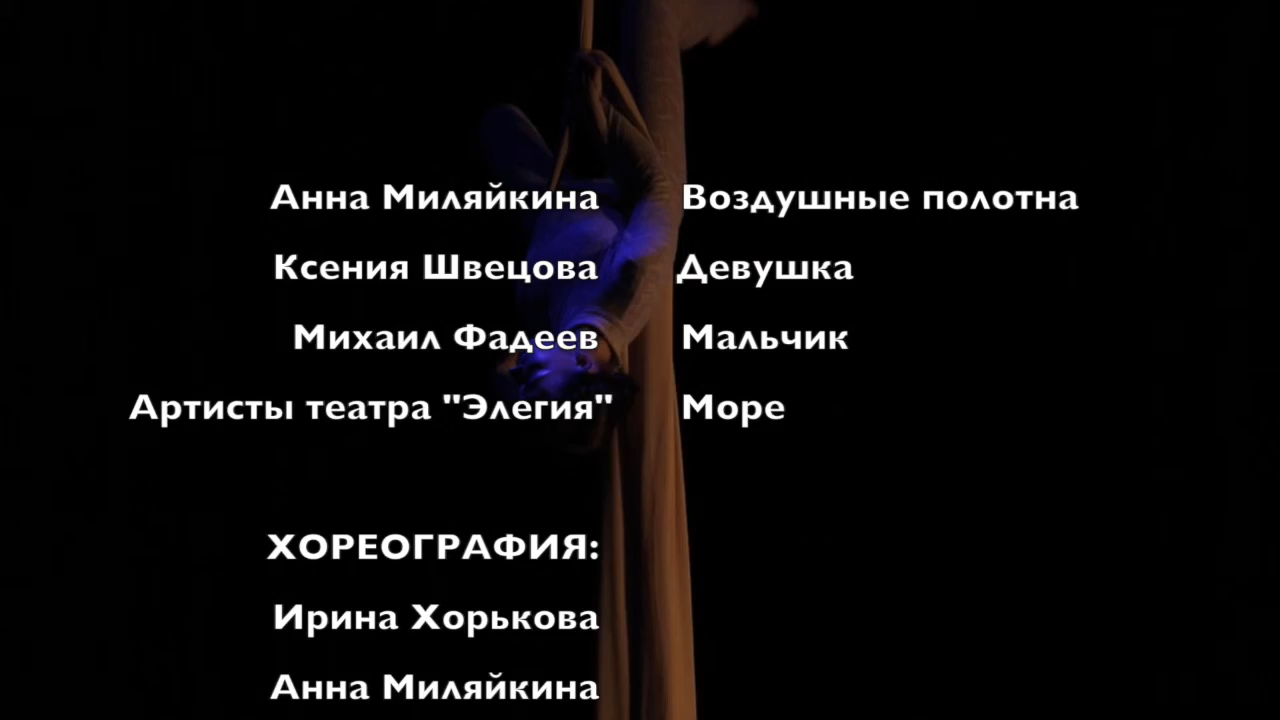 Анна Миляйкина Воздушные полотна
Ксения Швецова Девушка
Михаил Фадеев Мальчик
Артисты театра "Элегия" Море
ХОРЕОГРАФИЯ:
Ирина Хорькова
Анна Миляйкина